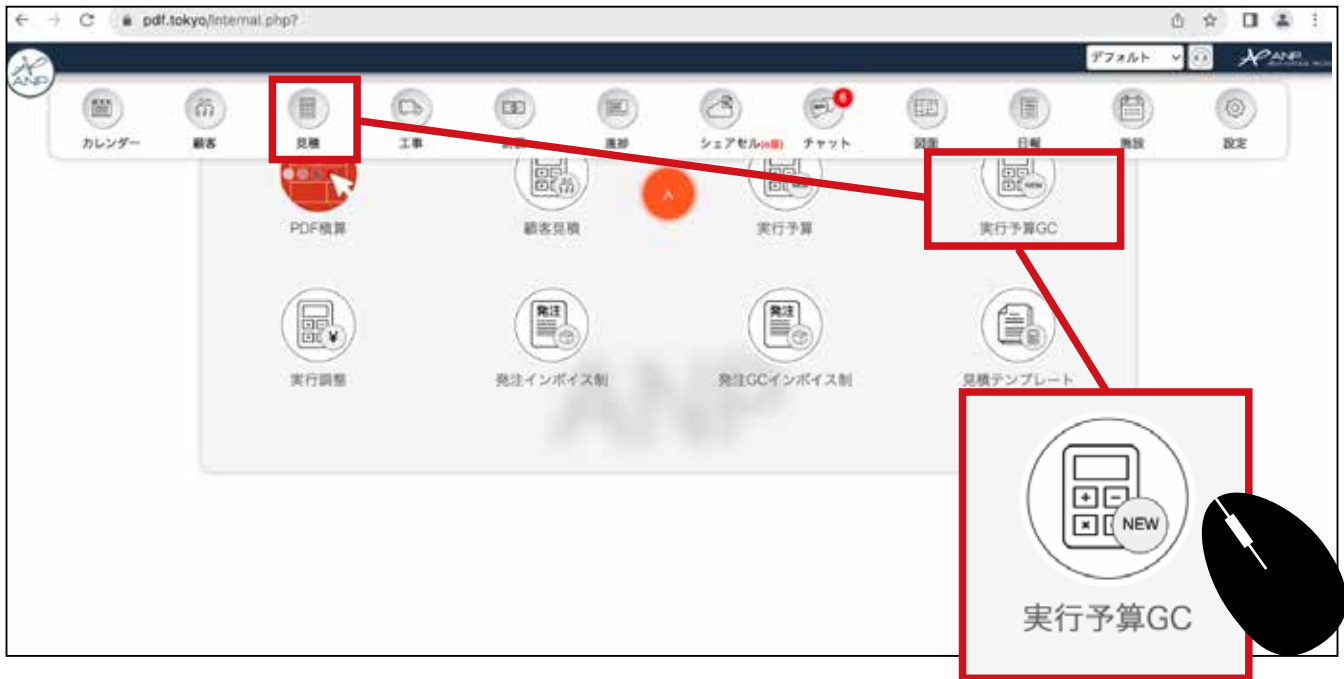 pdf.tokyo/internal.php?
デフォルト
ANP
ANP
6
カレンダー 顧客 見積 工事 進捗 シェアセル チャット 図面 日報 施設 設定
PDF積算 顧客見積 実行予算 実行予算GC
NEW NEW
発注 発注
実行調整 発注インボイス制 発注GCインボイス制 見積テンプレート
ANP
NEW
実行予算GC